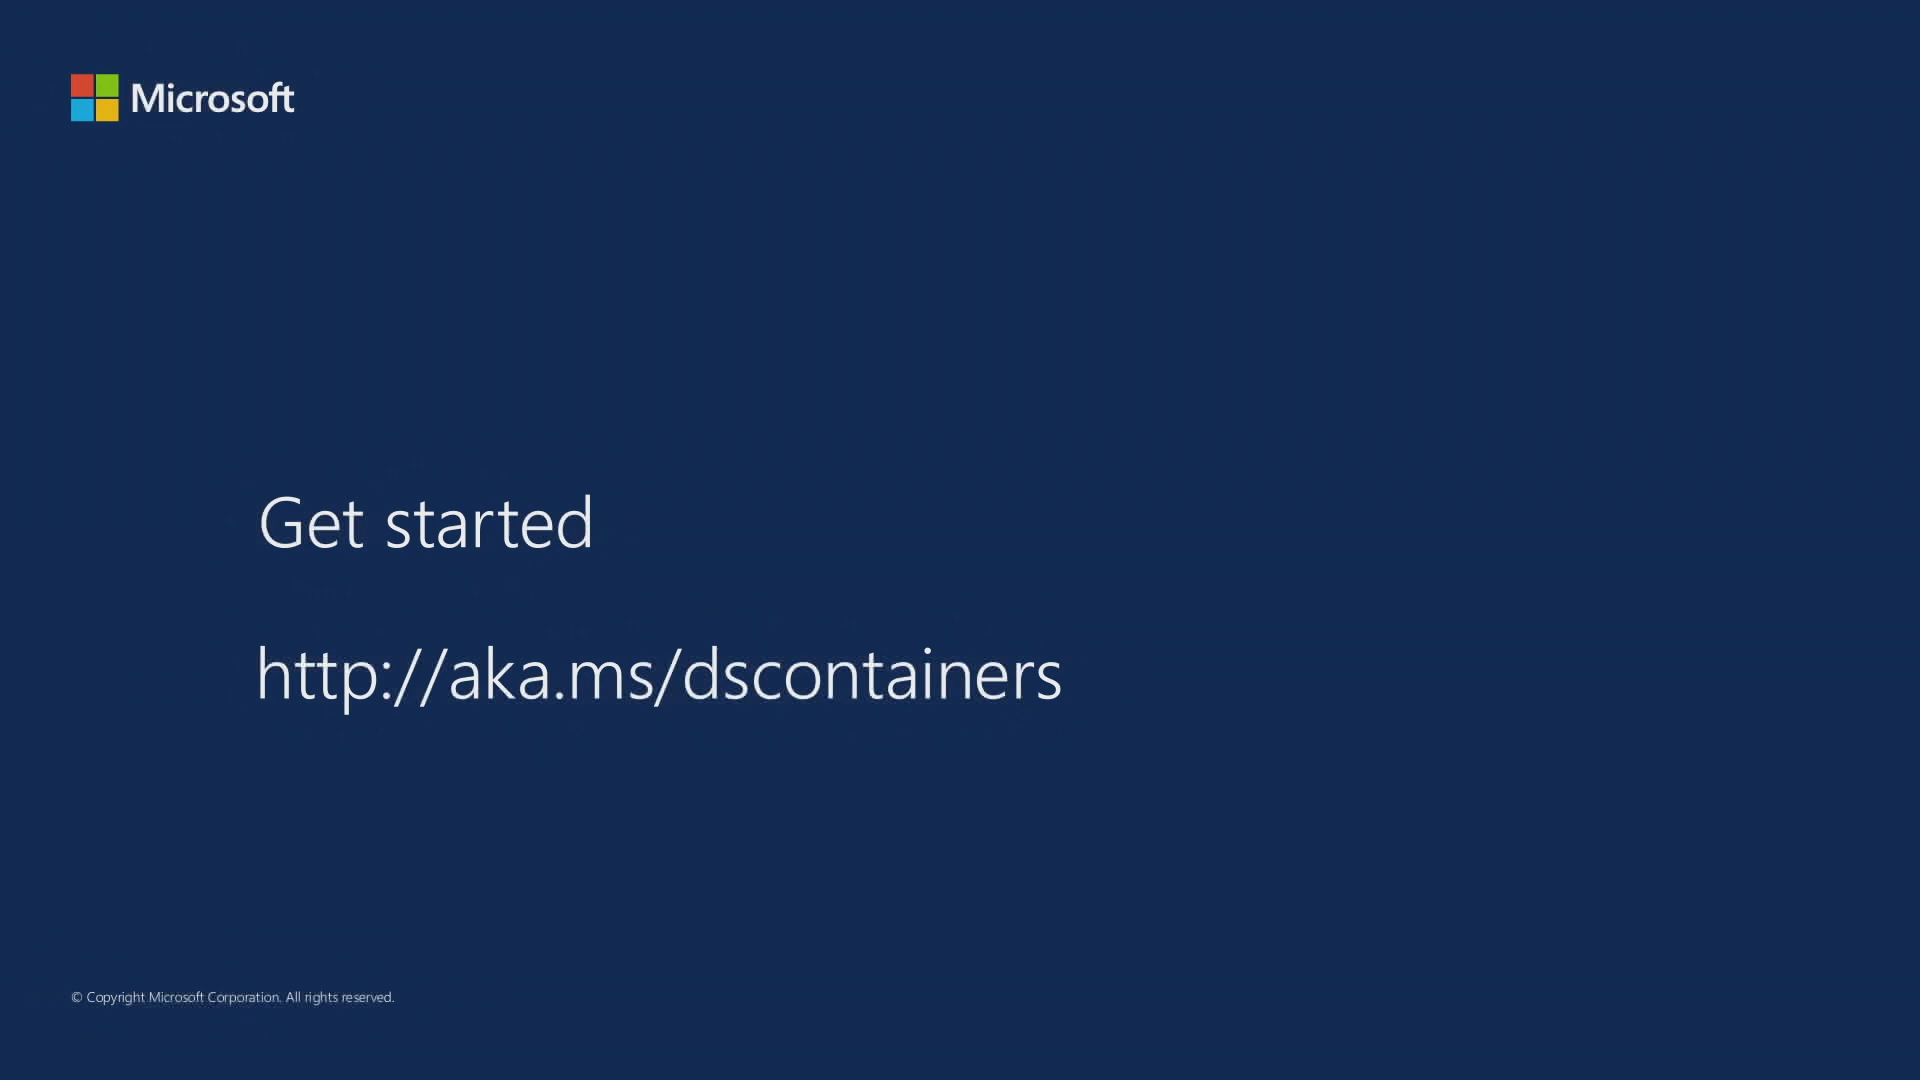 Microsoft
Get started
http://aka.ms/dscontainers
© Copyright Microsoft Corporation. All rights reserved.